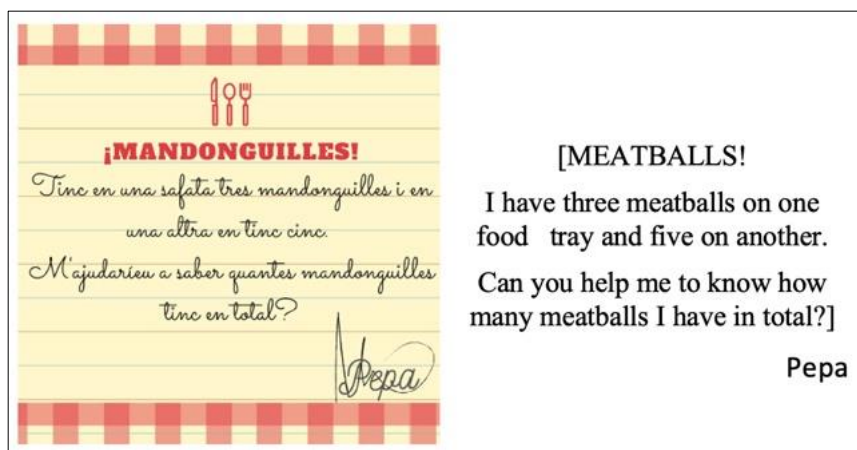 ¡MANDONGUILLES!
Tinc en una safata tres mandonguilles i en
una altra en tinc cinc.
M'ajudaríeu a saber quantes mandonguilles
tinc en total?
Pepa
[MEATBALLS!
I have three meatballs on one
food tray and five on another.
Can you help me to know how
many meatballs I have in total?]
Pepa